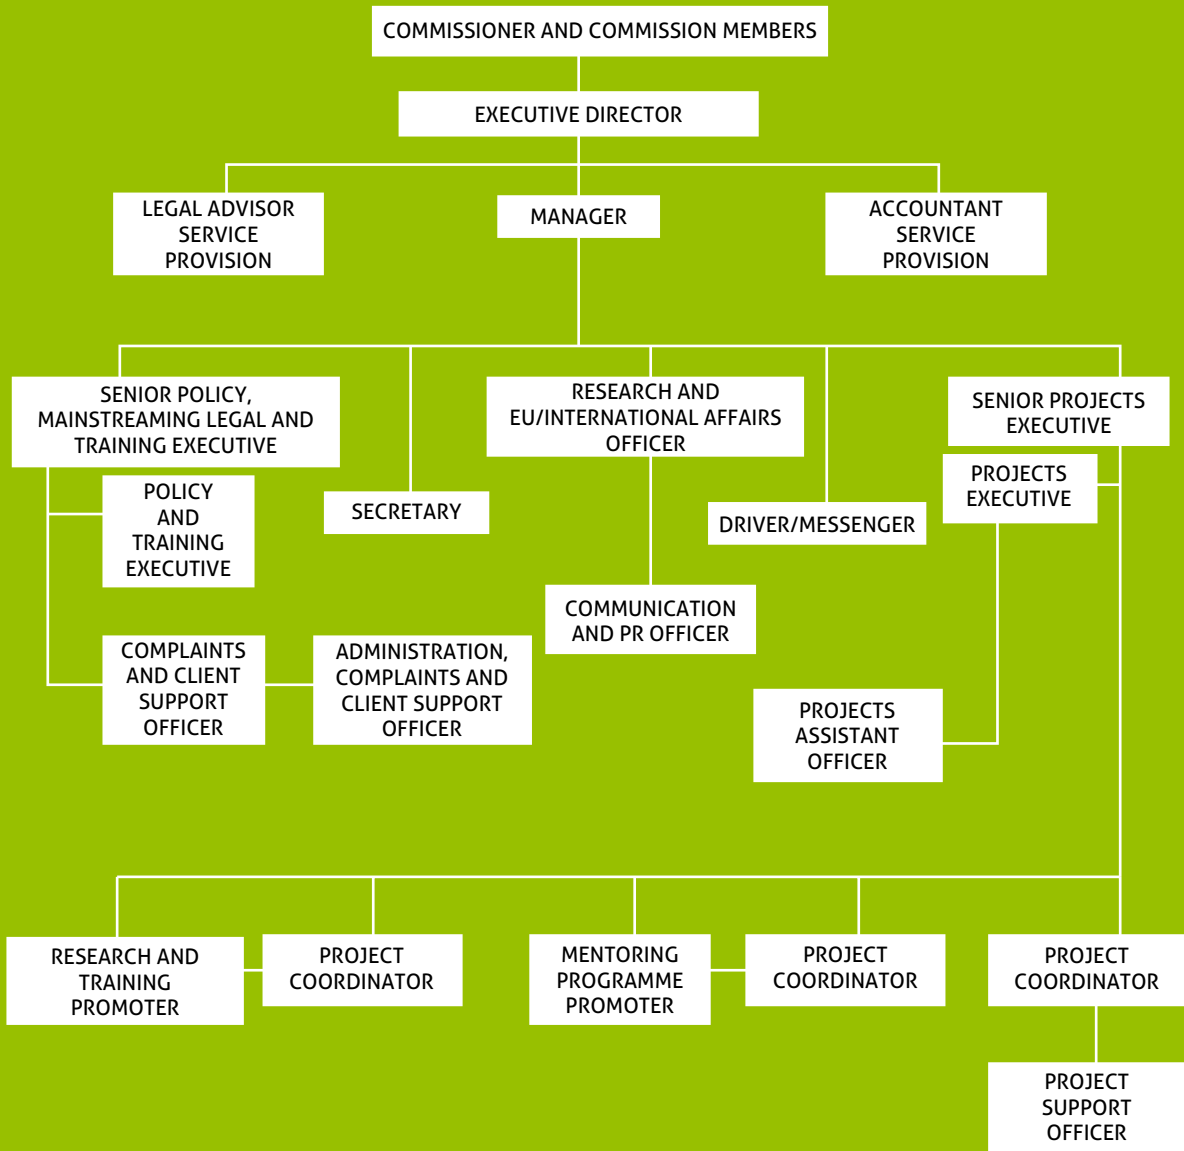 COMMISSIONER AND COMMISSION MEMBERS
EXECUTIVE DIRECTOR
LEGAL ADVISOR
SERVICE
PROVISION
MANAGER
ACCOUNTANT
SERVICE
PROVISION
SENIOR POLICY,
MAINSTREAMING LEGAL AND
TRAINING EXECUTIVE
RESEARCH AND
EU/INTERNATIONAL AFFAIRS
OFFICER
SENIOR PROJECTS
EXECUTIVE
POLICY
AND
TRAINING
EXECUTIVE
SECRETARY
DRIVER/MESSENGER
PROJECTS
EXECUTIVE
COMMUNICATION
AND PR OFFICER
COMPLAINTS
AND CLIENT
SUPPORT
OFFICER
ADMINISTRATION,
COMPLAINTS AND
CLIENT SUPPORT
OFFICER
PROJECTS
ASSISTANT
OFFICER
RESEARCH AND
TRAINING
PROMOTER
PROJECT
COORDINATOR
MENTORING
PROGRAMME
PROMOTER
PROJECT
COORDINATOR
PROJECT
COORDINATOR
PROJECT
SUPPORT
OFFICER